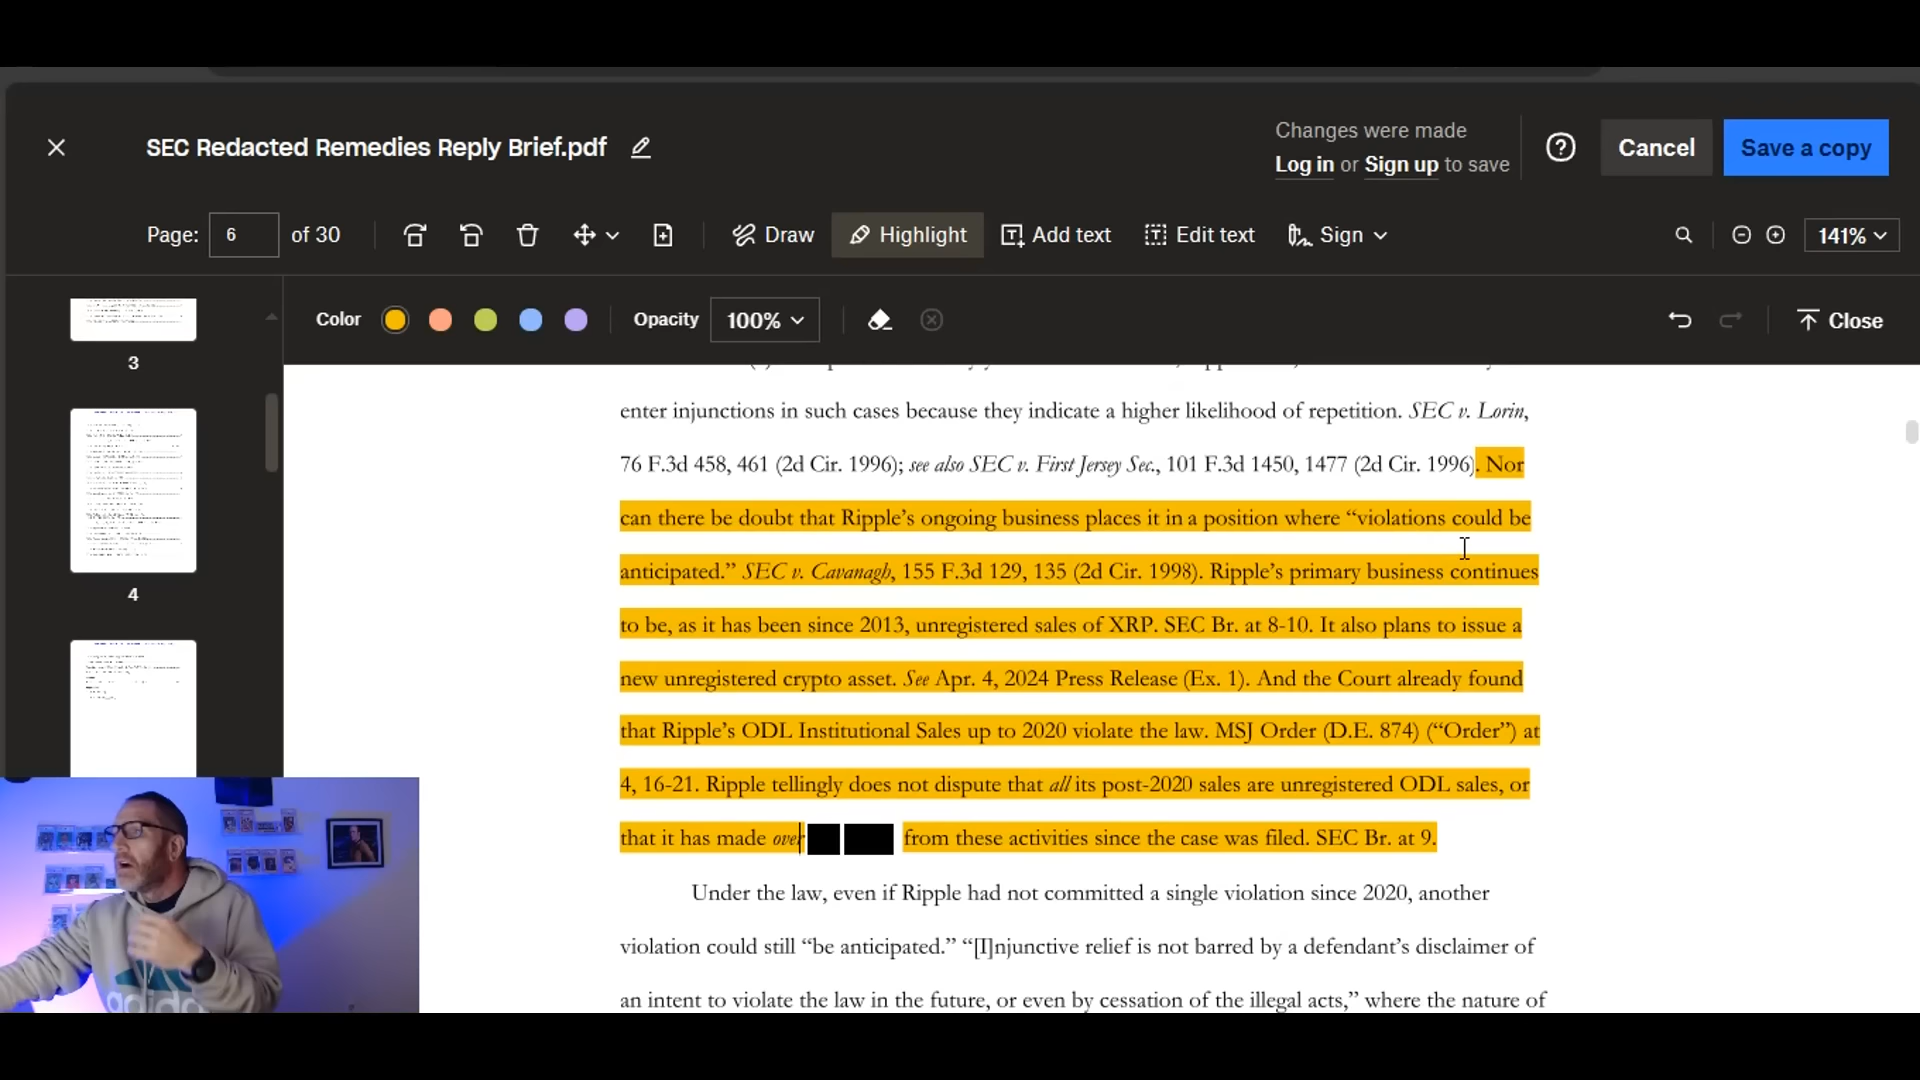 SEC Redacted Remedies Reply Brief.pdf
Changes were made
Log in or Sign up to save
Cancel
Save a copy
Page: 6 of 30
Draw
Highlight
Add text
Edit text
Sign
141%
Color
Opacity
100%
Close
3
4
enter injunctions in such cases because they indicate a higher likelihood of repetition. SEC v. Lorin,
76 F.3d 458, 461 (2d Cir. 1996); see also SEC v. First Jersey Sec., 101 F.3d 1450, 1477 (2d Cir. 1996). Nor
can there be doubt that Ripple’s ongoing business places it in a position where “violations could be
anticipated.” SEC v. Cavanagh, 155 F.3d 129, 135 (2d Cir. 1998). Ripple’s primary business continues
to be, as it has been since 2013, unregistered sales of XRP. SEC Br. at 8-10. It also plans to issue a
new unregistered crypto asset. See Apr. 4, 2024 Press Release (Ex. 1). And the Court already found
that Ripple’s ODL Institutional Sales up to 2020 violate the law. MSJ Order (D.E. 874) (“Order”) at
4, 16-21. Ripple tellingly does not dispute that all its post-2020 sales are unregistered ODL sales, or
that it has made over from these activities since the case was filed. SEC Br. at 9.
Under the law, even if Ripple had not committed a single violation since 2020, another
violation could still “be anticipated.” “[I]njunctive relief is not barred by a defendant’s disclaimer of
an intent to violate the law in the future, or even by cessation of the illegal acts,” where the nature of
adidas